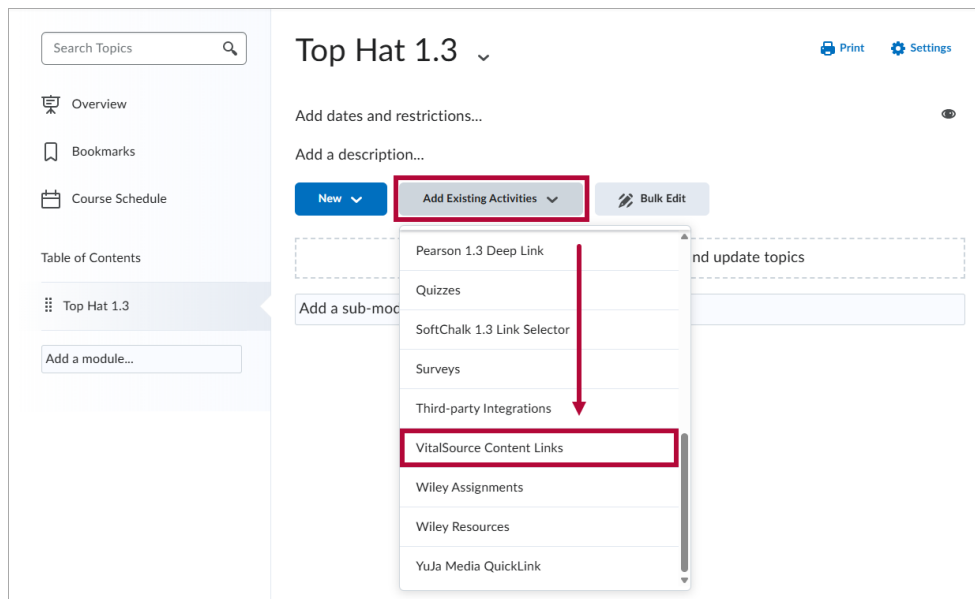 Search Topics
Overview
Bookmarks
Course Schedule
Table of Contents
Top Hat 1.3
Add a module...
Top Hat 1.3
Print
Settings
Add dates and restrictions...
Add a description...
New
Add Existing Activities
Bulk Edit
nd update topics
Add a sub-mod
Pearson 1.3 Deep Link
Quizzes
SoftChalk 1.3 Link Selector
Surveys
Third-party Integrations
VitalSource Content Links
Wiley Assignments
Wiley Resources
YuJa Media QuickLink